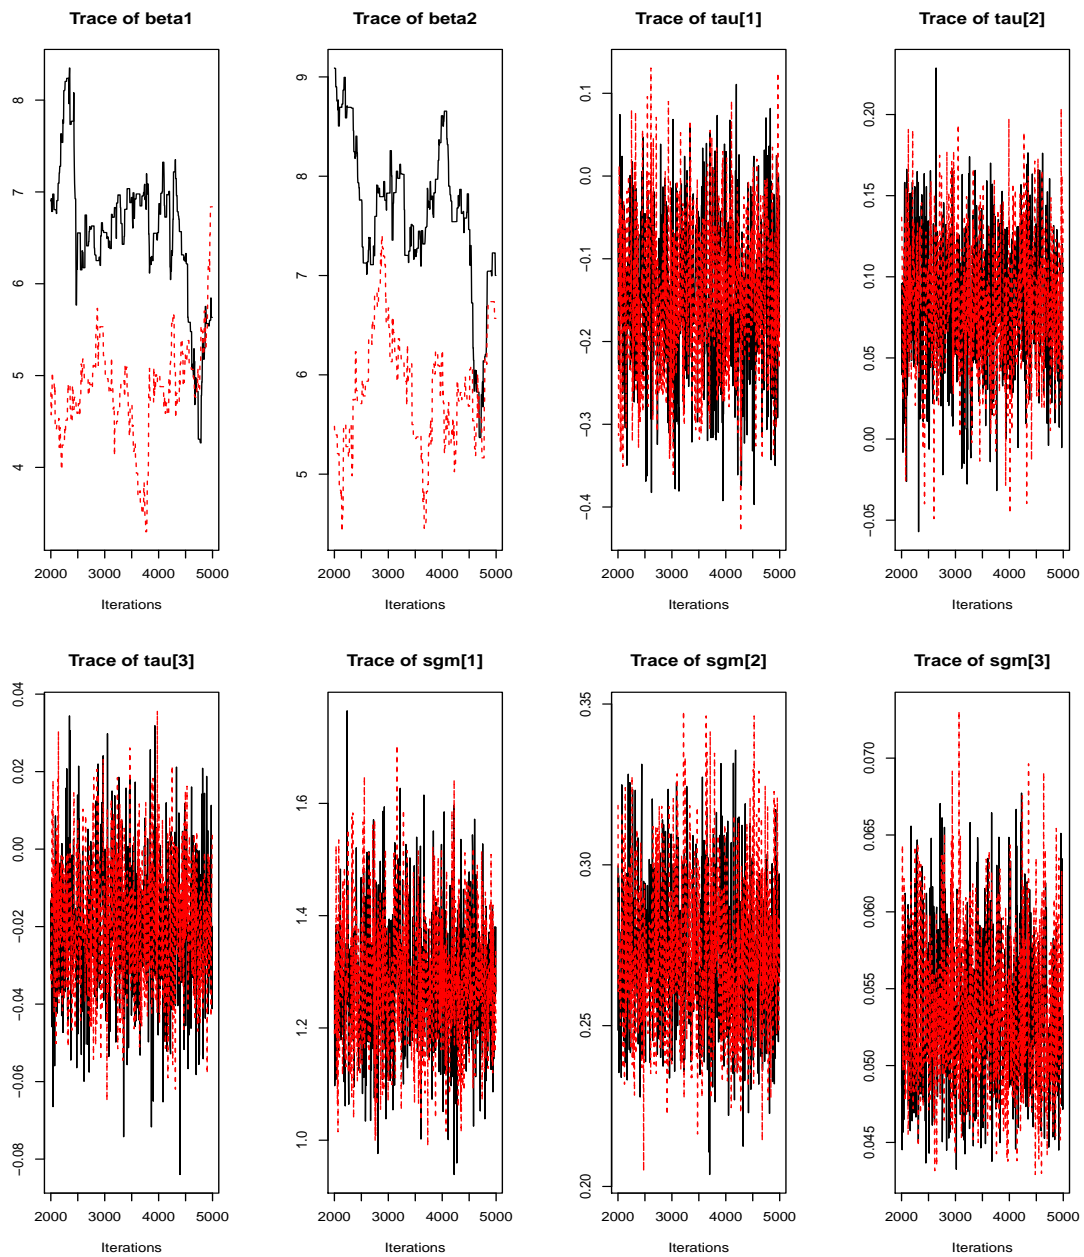 Trace of beta1
8
7
6
5
4
2000 3000 4000 5000
Iterations
Trace of beta2
9
8
7
6
5
2000 3000 4000 5000
Iterations
Trace of tau[1]
0.1
0.0
−0.1
−0.2
−0.3
−0.4
2000 3000 4000 5000
Iterations
Trace of tau[2]
0.20
0.15
0.10
0.05
0.00
−0.05
2000 3000 4000 5000
Iterations
Trace of tau[3]
0.04
0.02
0.00
−0.02
−0.04
−0.06
−0.08
2000 3000 4000 5000
Iterations
Trace of sgm[1]
1.6
1.4
1.2
1.0
2000 3000 4000 5000
Iterations
Trace of sgm[2]
0.35
0.30
0.25
0.20
2000 3000 4000 5000
Iterations
Trace of sgm[3]
0.070
0.065
0.060
0.055
0.050
0.045
2000 3000 4000 5000
Iterations